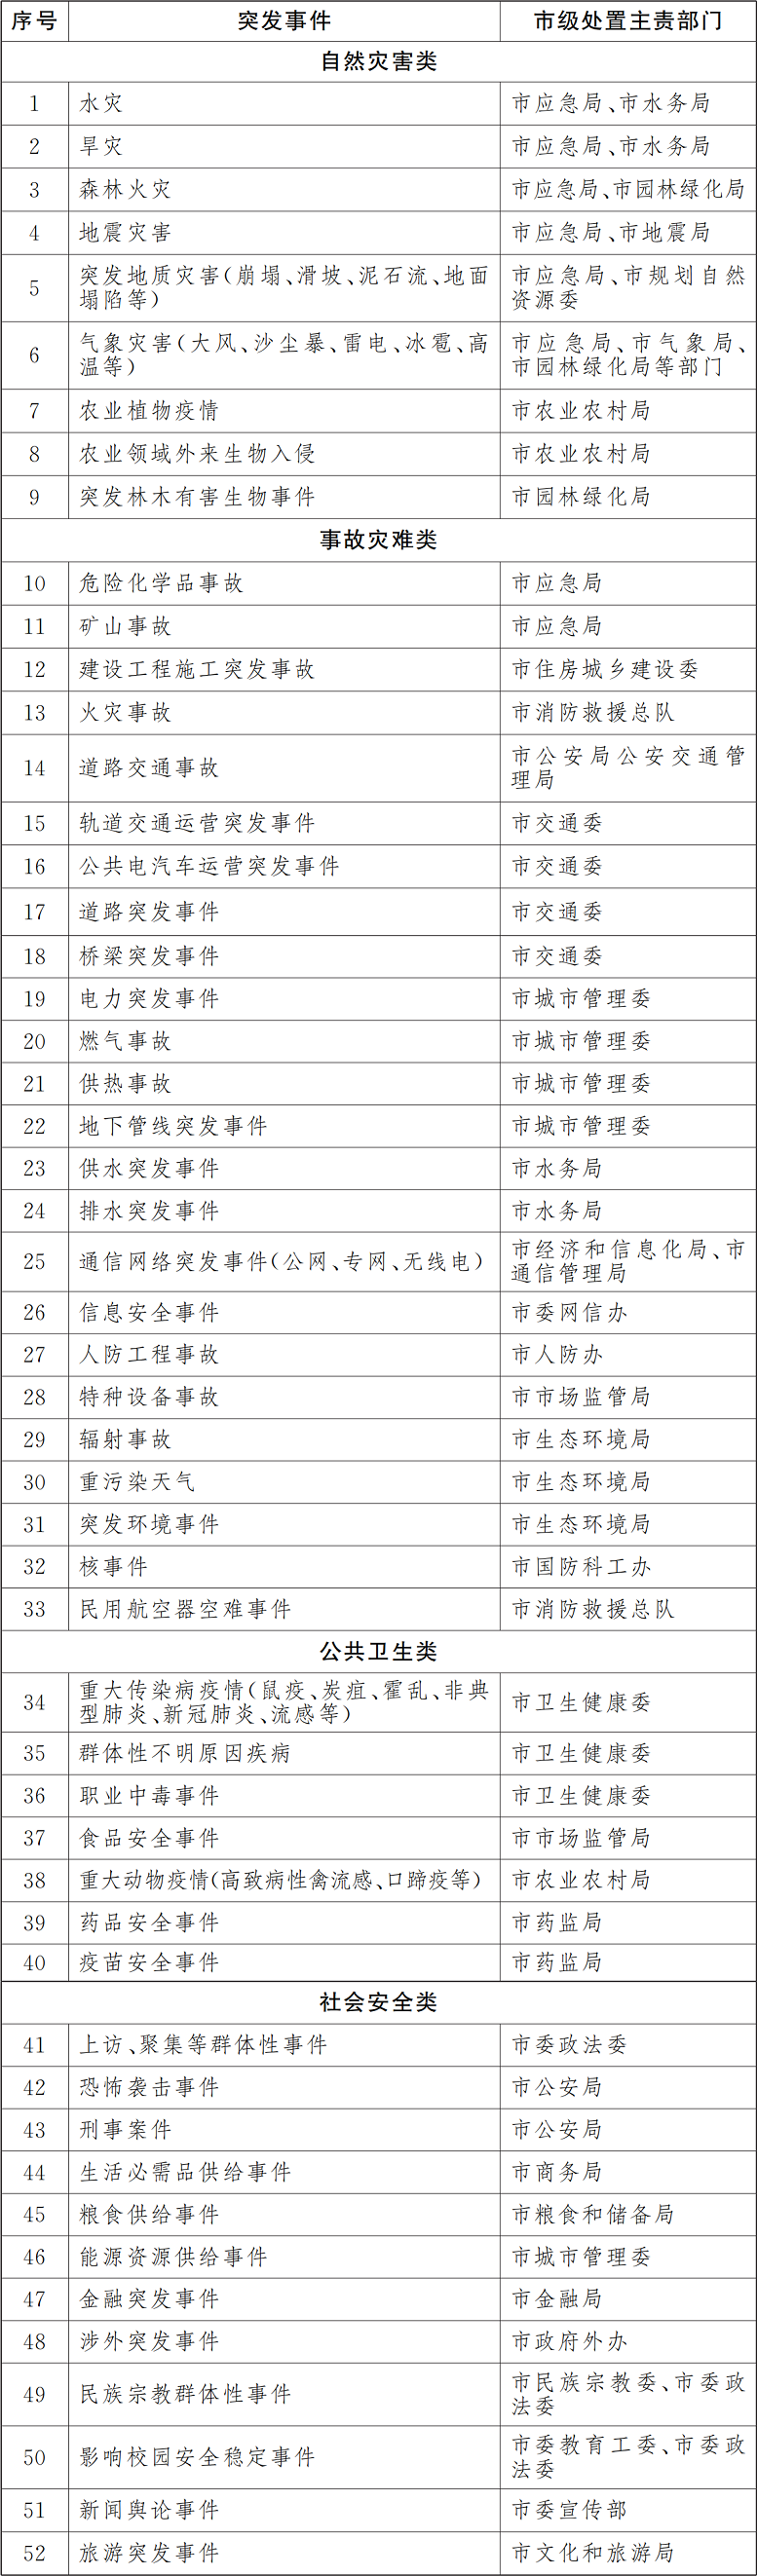 序号 突发事件 市级处置主责部门
自然灾害类
1 水灾 市应急局、市水务局
2 旱灾 市应急局、市水务局
3 森林火灾 市应急局、市园林绿化局
4 地震灾害 市应急局、市地震局
5 突发地质灾害(崩塌、滑坡、泥石流、地面 市应急局、市规划自然
塌陷等) 资源委
6 气象灾害(大风、沙尘暴、雷电、冰雹、高 市应急局、市气象局、
温等) 市园林绿化局等部门
7 农业植物疫情 市农业农村局
8 农业领域外来生物入侵 市农业农村局
9 突发林木有害生物事件 市园林绿化局
事故灾难类
10 危险化学品事故 市应急局
11 矿山事故 市应急局
12 建设工程施工突发事故 市住房城乡建设委
13 火灾事故 市消防救援总队
14 道路交通事故 市公安局公安交通管
理局
15 轨道交通运营突发事件 市交通委
16 公共电汽车运营突发事件 市交通委
17 道路突发事件 市交通委
18 桥梁突发事件 市交通委
19 电力突发事件 市城市管理委
20 燃气事故 市城市管理委
21 供热事故 市城市管理委
22 地下管线突发事件 市城市管理委
23 供水突发事件 市水务局
24 排水突发事件 市水务局
25 通信网络突发事件(公网、专网、无线电) 市经济和信息化局、市
通信管理局
26 信息安全事件 市委网信办
27 人防工程事故 市人防办
28 特种设备事故 市市场监管局
29 辐射事故 市生态环境局
30 重污染天气 市生态环境局
31 突发环境事件 市生态环境局
32 核事件 市国防科工办
33 民用航空器空难事件 市消防救援总队
公共卫生类
34 重大传染病疫情(鼠疫、炭疽、霍乱、非典 市卫生健康委
型肺炎、新冠肺炎、流感等)
35 群体性不明原因疾病 市卫生健康委
36 职业中毒事件 市卫生健康委
37 食品安全事件 市市场监管局
38 重大动物疫情(高致病性禽流感、口蹄疫等) 市农业农村局
39 药品安全事件 市药监局
40 疫苗安全事件 市药监局
社会安全类
41 上访、聚集等群体性事件 市委政法委
42 恐怖袭击事件 市公安局
43 刑事案件 市公安局
44 生活必需品供给事件 市商务局
45 粮食供给事件 市粮食和储备局
46 能源资源供给事件 市城市管理委
47 金融突发事件 市金融局
48 涉外突发事件 市政府外办
49 民族宗教群体性事件 市民族宗教委、市委政
法委
50 影响校园安全稳定事件 市委教育工委、市委政
法委
51 新闻舆论事件 市委宣传部
52 旅游突发事件 市文化和旅游局